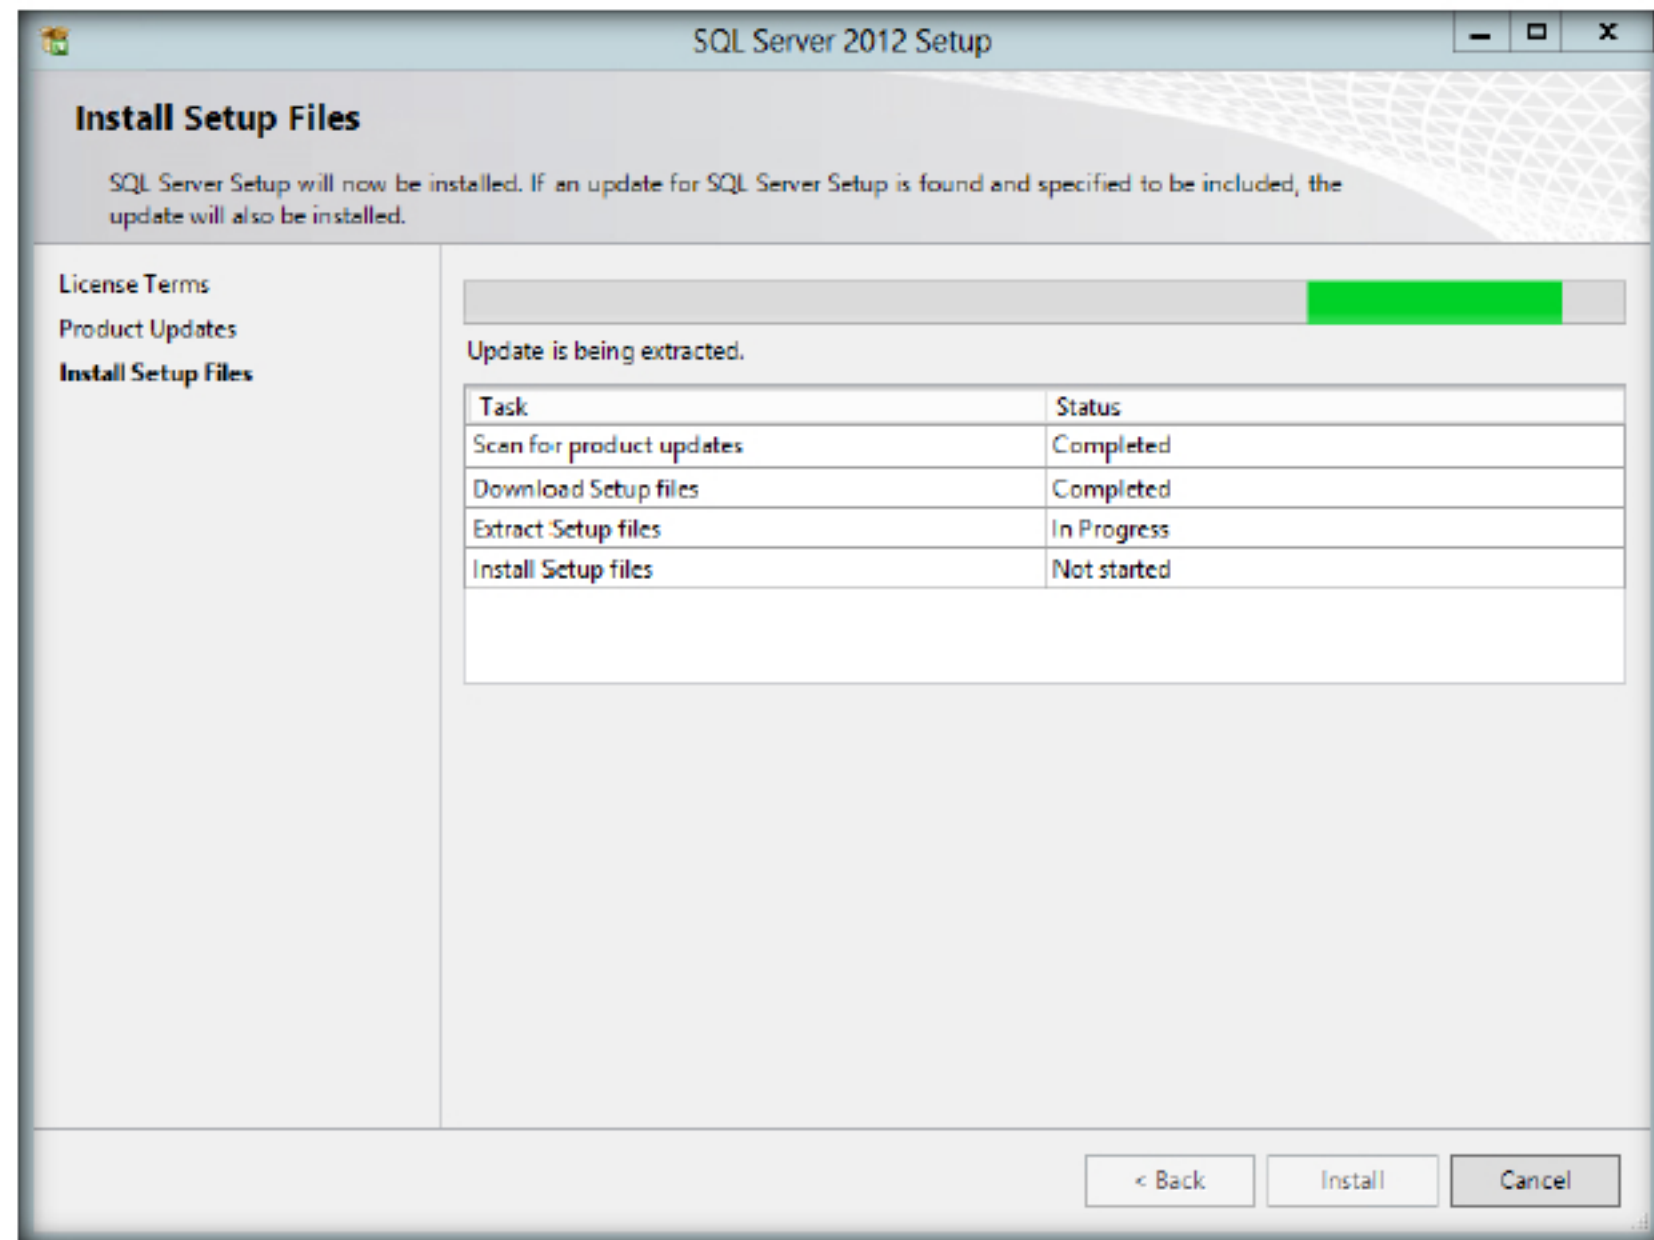 SQL Server 2012 Setup
Install Setup Files
SQL Server Setup will now be installed. If an update for SQL Server Setup is found and specified to be included, the
update will also be installed.
License Terms
Product Updates
Install Setup Files
Update is being extracted.
Task Status
Scan for product updates Completed
Download Setup files Completed
Extract Setup files In Progress
Install Setup files Not started
< Back Install Cancel